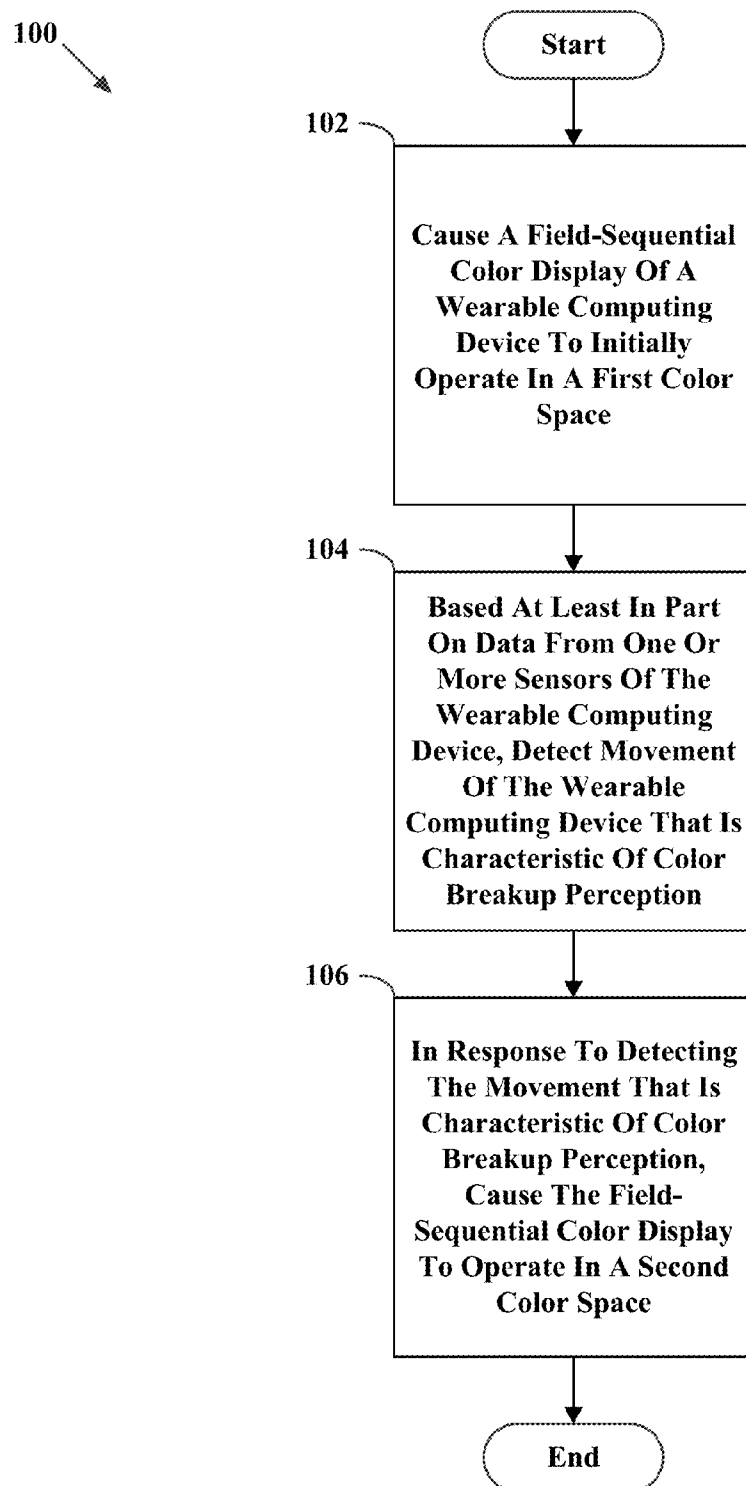 100
Start
102
Cause A Field-Sequential
Color Display Of A
Wearable Computing
Device To Initially
Operate In A First Color
Space
104
Based At Least In Part
On Data From One Or
More Sensors Of The
Wearable Computing
Device, Detect Movement
Of The Wearable
Computing Device That Is
Characteristic Of Color
Breakup Perception
106
In Response To Detecting
The Movement That Is
Characteristic Of Color
Breakup Perception,
Cause The Field-
Sequential Color Display
To Operate In A Second
Color Space
End